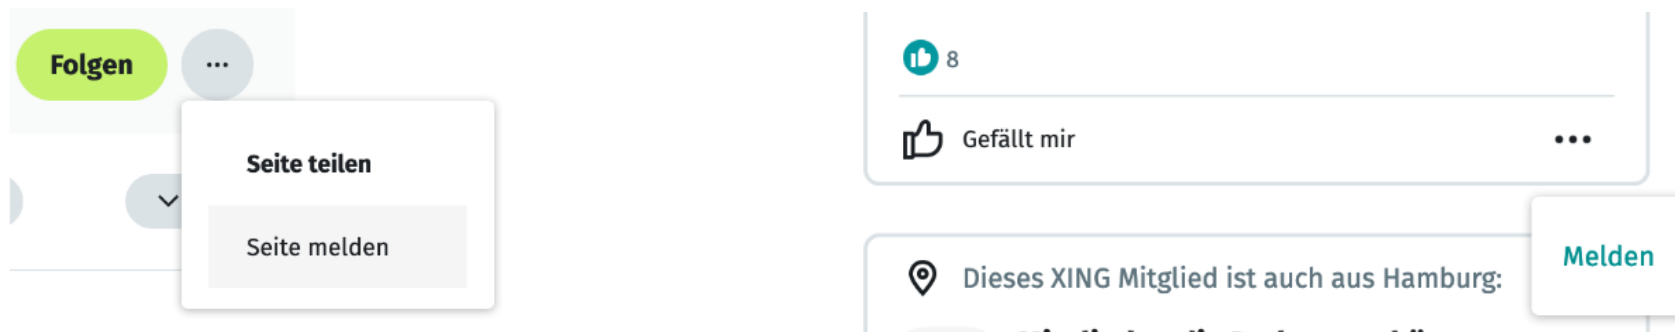 Folgen
Seite teilen
Seite melden
8
Gefällt mir
Melden
Dieses XING Mitglied ist auch aus Hamburg: